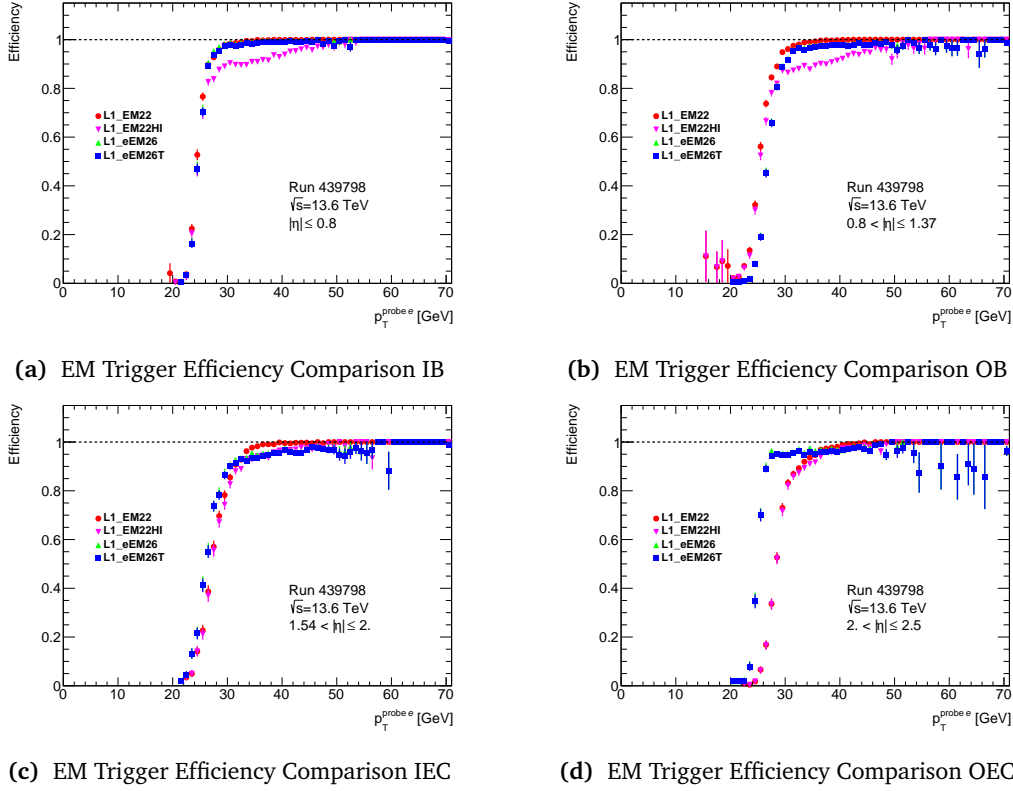 Efficiency
1
0.8
0.6
0.4
0.2
0
L1_EM22
L1_EM22HI
L1_eEM26
L1_eEM26T
Run 439798
√s=13.6 TeV
|η|≤ 0.8
0 10 20 30 40 50 60 70
p_T^{probe e} [GeV]
(a) EM Trigger Efficiency Comparison IB
Efficiency
1
0.8
0.6
0.4
0.2
0
L1_EM22
L1_EM22HI
L1_eEM26
L1_eEM26T
Run 439798
√s=13.6 TeV
0.8 < |η|≤ 1.37
0 10 20 30 40 50 60 70
p_T^{probe e} [GeV]
(b) EM Trigger Efficiency Comparison OB
Efficiency
1
0.8
0.6
0.4
0.2
0
L1_EM22
L1_EM22HI
L1_eEM26
L1_eEM26T
Run 439798
√s=13.6 TeV
1.54 < |η|≤ 2.
0 10 20 30 40 50 60 70
p_T^{probe e} [GeV]
(c) EM Trigger Efficiency Comparison IEC
Efficiency
1
0.8
0.6
0.4
0.2
0
L1_EM22
L1_EM22HI
L1_eEM26
L1_eEM26T
Run 439798
√s=13.6 TeV
2. < |η|≤ 2.5
0 10 20 30 40 50 60 70
p_T^{probe e} [GeV]
(d) EM Trigger Efficiency Comparison OEC